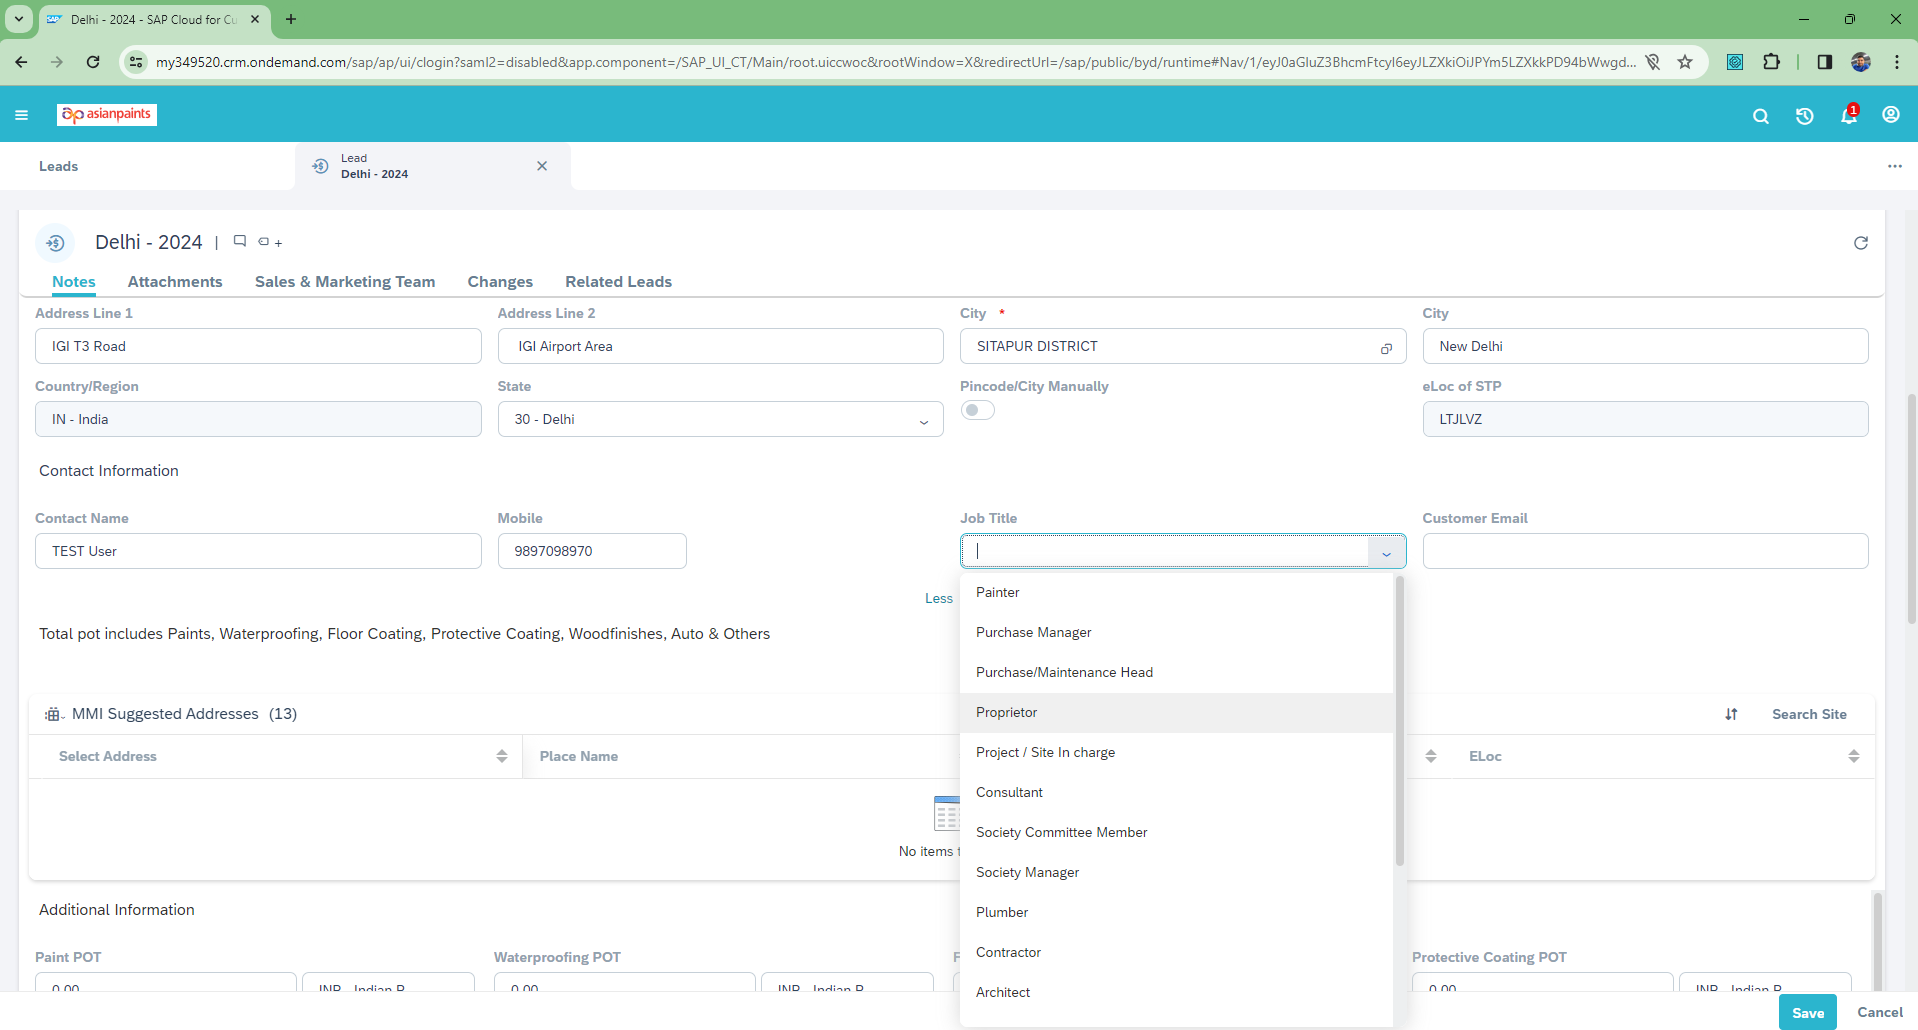 Delhi - 2024 - SAP Cloud for Cu
my349520.crm.ondemand.com/sap/ap/ui/clogin?saml2=disabled&app.component=/SAP_UI_CT/Main/root.uiccwoc&rootWindow=X&redirectUrl=/sap/public/byd/runtime#Nav/1/eyJ0aGluZ3BhcmFtcyI6eyJLZXkiOiJPYm5LZXkkPD94bWwgd...
asianpaints
1
Leads
Lead
Delhi - 2024
Delhi - 2024 | +
Notes Attachments Sales & Marketing Team Changes Related Leads
Address Line 1 Address Line 2 City * City
IGI T3 Road IGI Airport Area SITAPUR DISTRICT New Delhi
Country/Region State Pincode/City Manually eLoc of STP
IN - India 30 - Delhi LTJLVZ
Contact Information
Contact Name Mobile Job Title Customer Email
TEST User 9897098970
Painter
Less
Purchase Manager
Total pot includes Paints, Waterproofing, Floor Coating, Protective Coating, Woodfinishes, Auto & Others
Purchase/Maintenance Head
Proprietor
MMI Suggested Addresses (13) Search Site
Project / Site In charge
Select Address Place Name ELoc
Consultant
Society Committee Member
No items
Society Manager
Plumber
Additional Information
Contractor
Paint POT Waterproofing POT F Protective Coating POT
0.00 INR - Indian R 0.00 INR - Indian R 0.00 INR - Indian R
Architect
Save Cancel